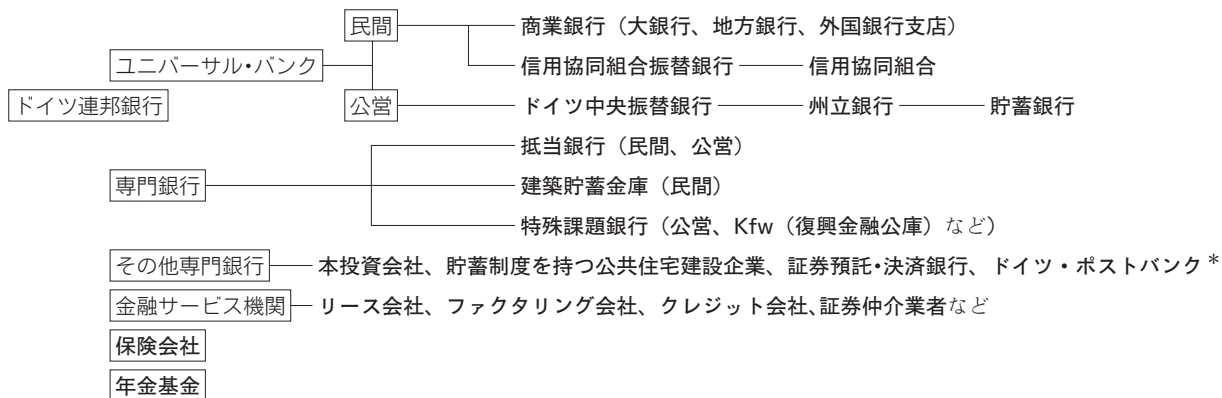 民間 商業銀行（大銀行、地方銀行、外国銀行支店）
ユニバーサル・バンク 信用協同組合振替銀行 信用協同組合
ドイツ連邦銀行 公営 ドイツ中央振替銀行 州立銀行 貯蓄銀行
抵当銀行（民間、公営）
専門銀行 建築貯蓄金庫（民間）
特殊課題銀行（公営、Kfw（復興金融公庫）など）
その他専門銀行 本投資会社、貯蓄制度を持つ公共住宅建設企業、証券預託・決済銀行、ドイツ・ポストバンク＊
金融サービス機関 リース会社、ファクタリング会社、クレジット会社、証券仲介業者など
保険会社
年金基金